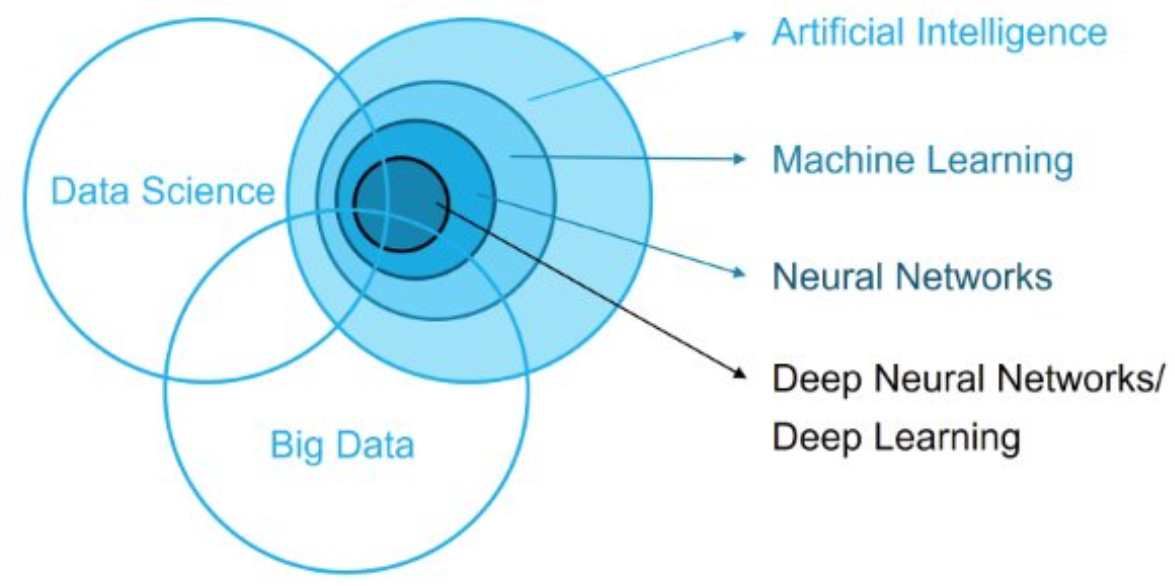 Artificial Intelligence
Machine Learning
Data Science
Neural Networks
Deep Neural Networks/
Deep Learning
Big Data